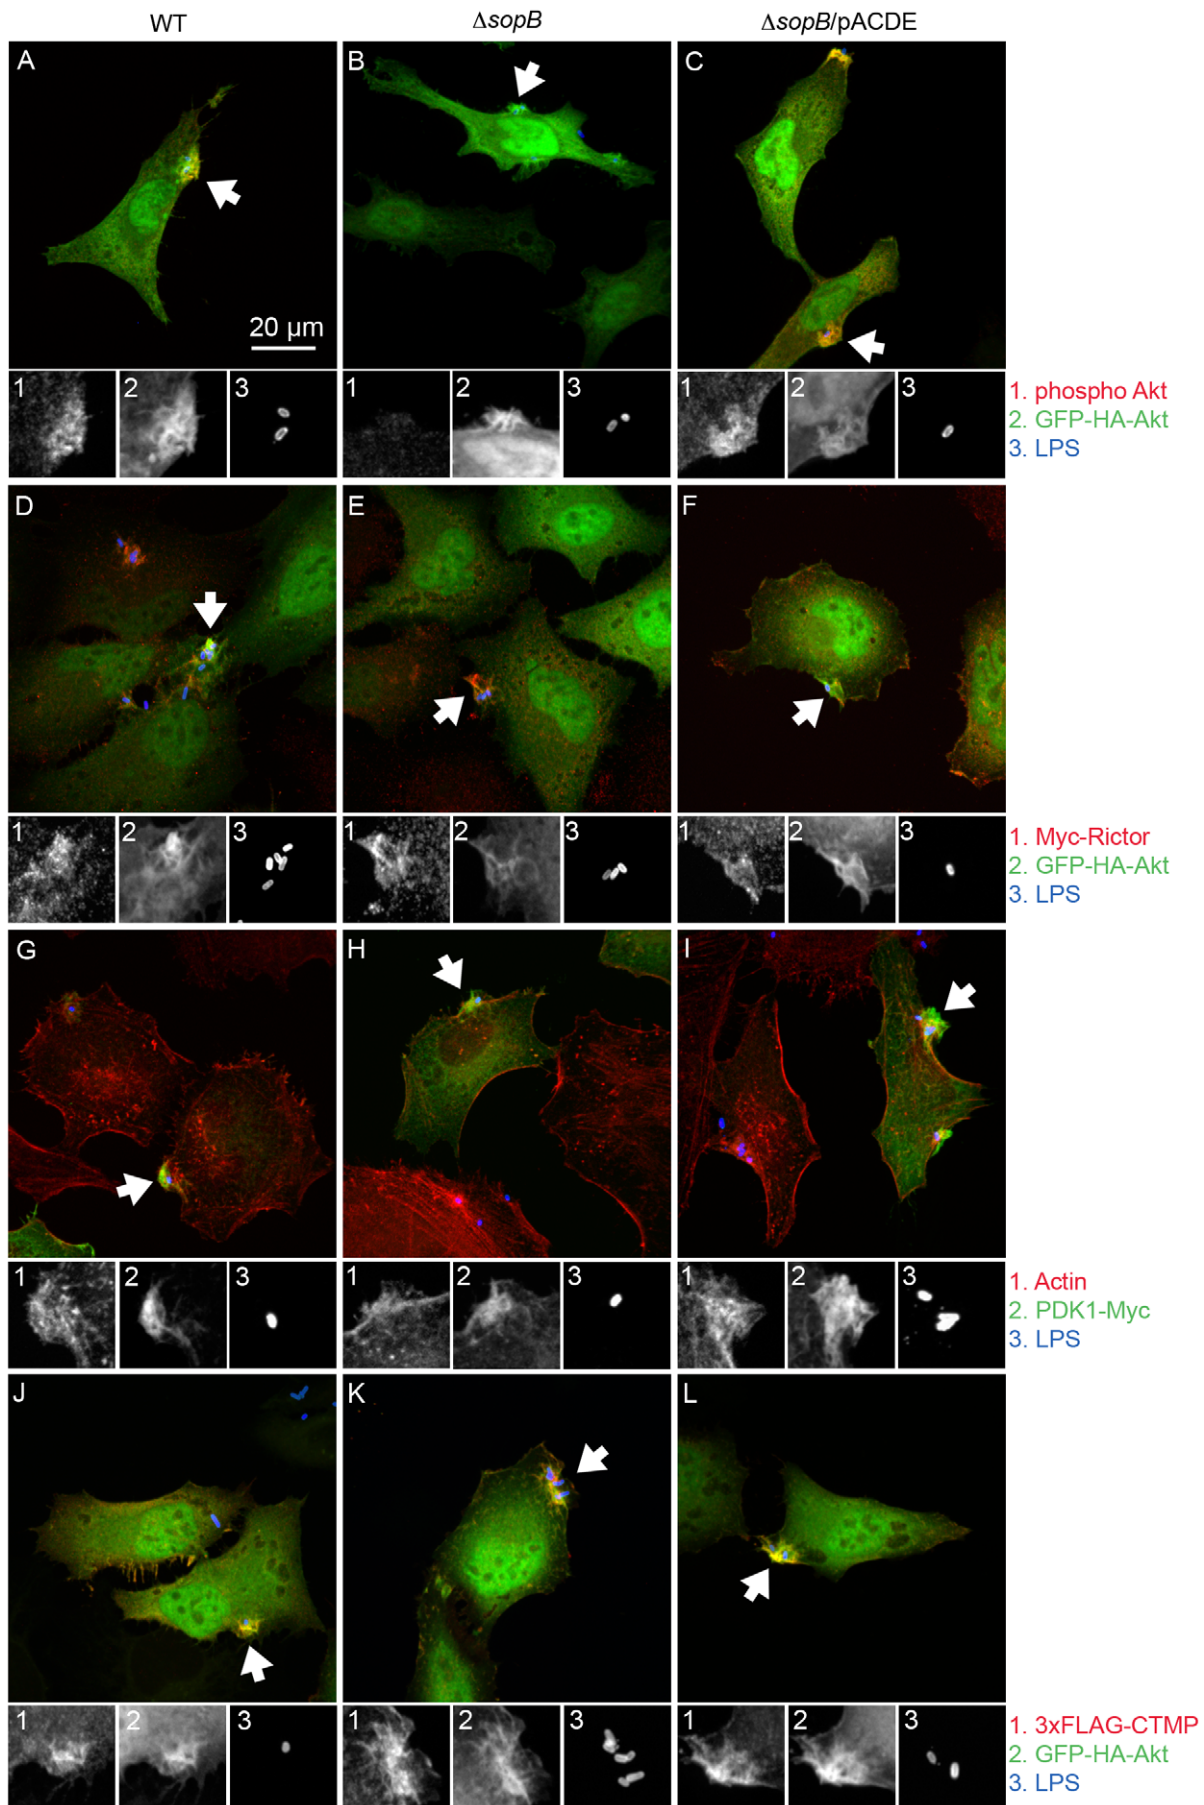 WT
ΔsopB
ΔsopB/pACDE
A
B
C
20 μm
1 2 3
1 2 3
1 2 3
1. phospho Akt
2. GFP-HA-Akt
3. LPS
D
E
F
1 2 3
1 2 3
1 2 3
1. Myc-Rictor
2. GFP-HA-Akt
3. LPS
G
H
I
1 2 3
1 2 3
1 2 3
1. Actin
2. PDK1-Myc
3. LPS
J
K
L
1 2 3
1 2 3
1 2 3
1. 3xFLAG-CTMP
2. GFP-HA-Akt
3. LPS